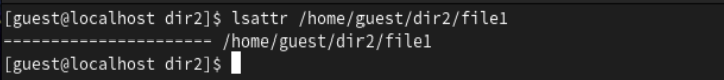 [guest@localhost dir2]$ lsattr /home/guest/dir2/file1
---------------------- /home/guest/dir2/file1
[guest@localhost dir2]$